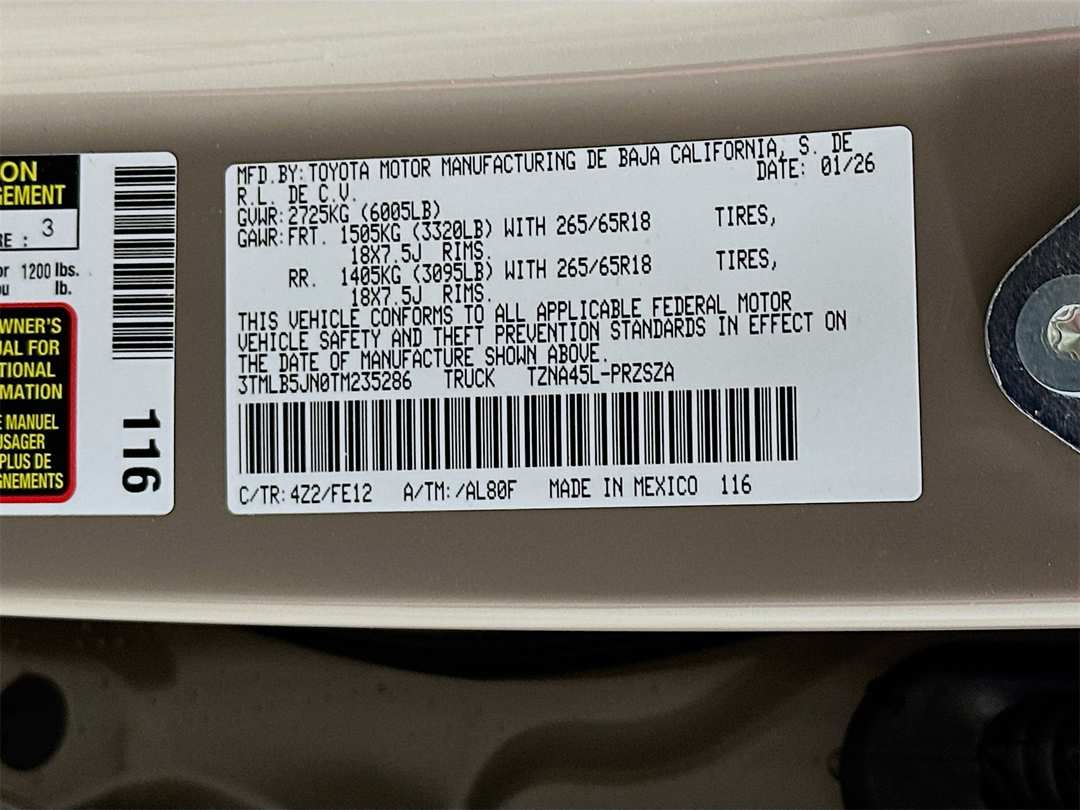 ON
GEMENT
RE : 3
or 1200 lbs.
ou lb.
WNER'S
UAL FOR
TIONAL
RMATION
E MANUEL
USAGER
PLUS DE
GNEMENTS
116
MFD.BY:TOYOTA MOTOR MANUFACTURING DE BAJA CALIFORNIA, S. DE
R.L. DE C.V. DATE: 01/26
GVWR:2725KG (6005LB)
GAWR:FRT. 1505KG (3320LB) WITH 265/65R18 TIRES,
18X7.5J RIMS.
RR. 1405KG (3095LB) WITH 265/65R18 TIRES,
18X7.5J RIMS.
THIS VEHICLE CONFORMS TO ALL APPLICABLE FEDERAL MOTOR
VEHICLE SAFETY AND THEFT PREVENTION STANDARDS IN EFFECT ON
THE DATE OF MANUFACTURE SHOWN ABOVE.
3TMLB5JN0TM235286 TRUCK TZNA45L-PRZSZA
C/TR:4Z2/FE12 A/TM:/AL80F MADE IN MEXICO 116